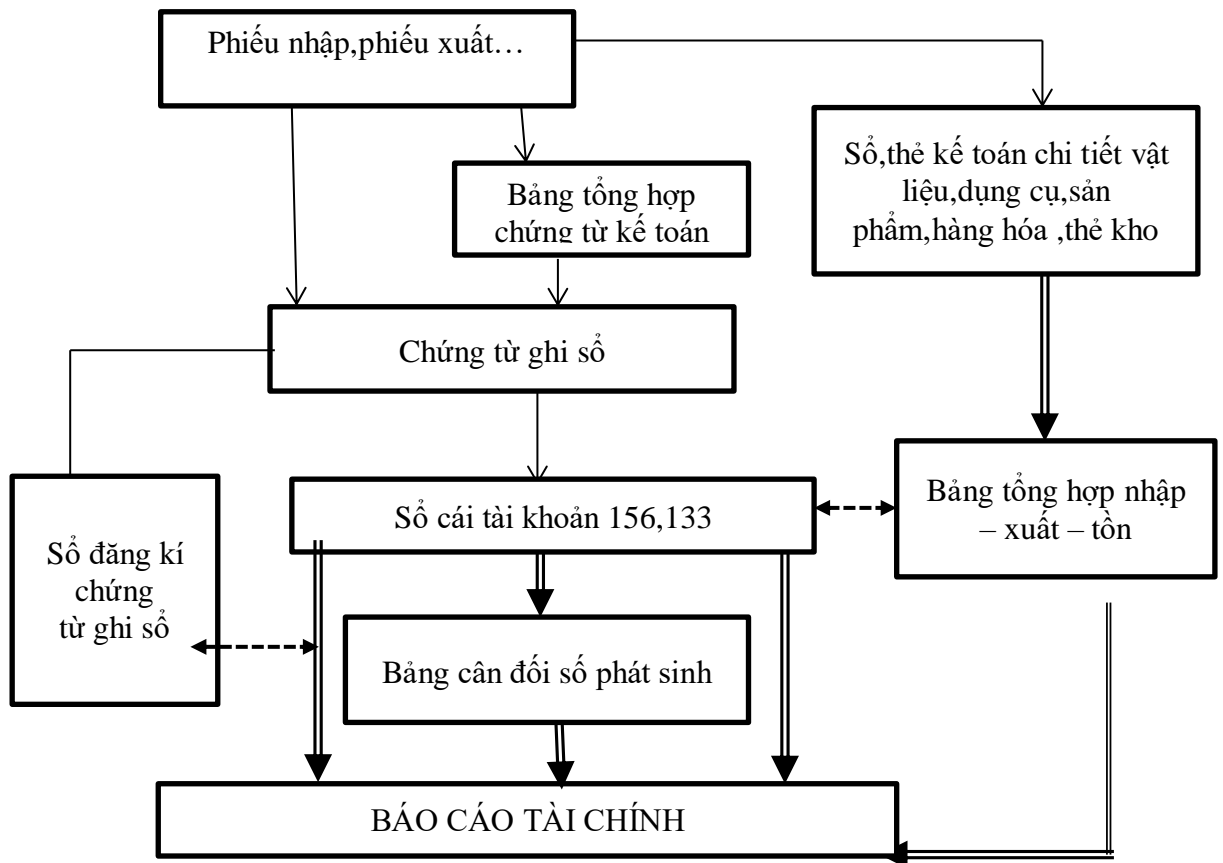 Phiếu nhập,phiếu xuất…
Sổ,thẻ kế toán chi tiết vật
liệu,dụng cụ,sản
phẩm,hàng hóa ,thẻ kho
Bảng tổng hợp
chứng từ kế toán
Chứng từ ghi sổ
Sổ đăng kí
chứng
từ ghi sổ
Sổ cái tài khoản 156,133
Bảng tổng hợp nhập
– xuất – tồn
Bảng cân đối số phát sinh
BÁO CÁO TÀI CHÍNH